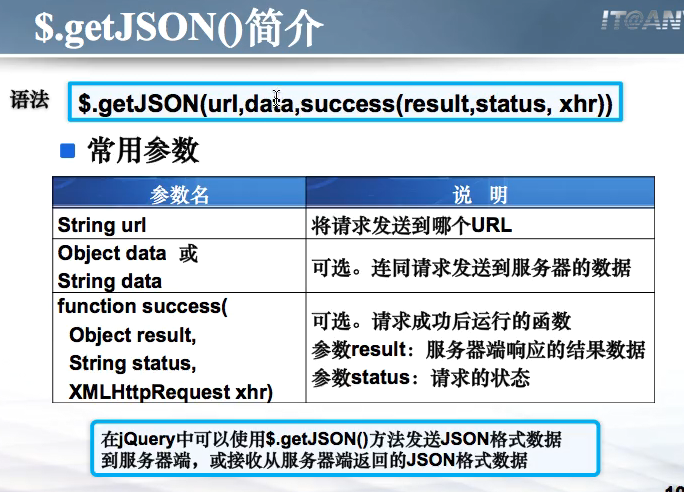 $.getJSON()简介
IT@AN
语法
$.getJSON(url,data,success(result,status, xhr))
常用参数
参数名
说 明
String url
将请求发送到哪个URL
Object data 或
String data
可选。连同请求发送到服务器的数据
function success(
Object result,
String status,
XMLHttpRequest xhr)
可选。请求成功后运行的函数
参数result：服务器端响应的结果数据
参数status：请求的状态
在jQuery中可以使用$.getJSON()方法发送JSON格式数据
到服务器端，或接收从服务器端返回的JSON格式数据